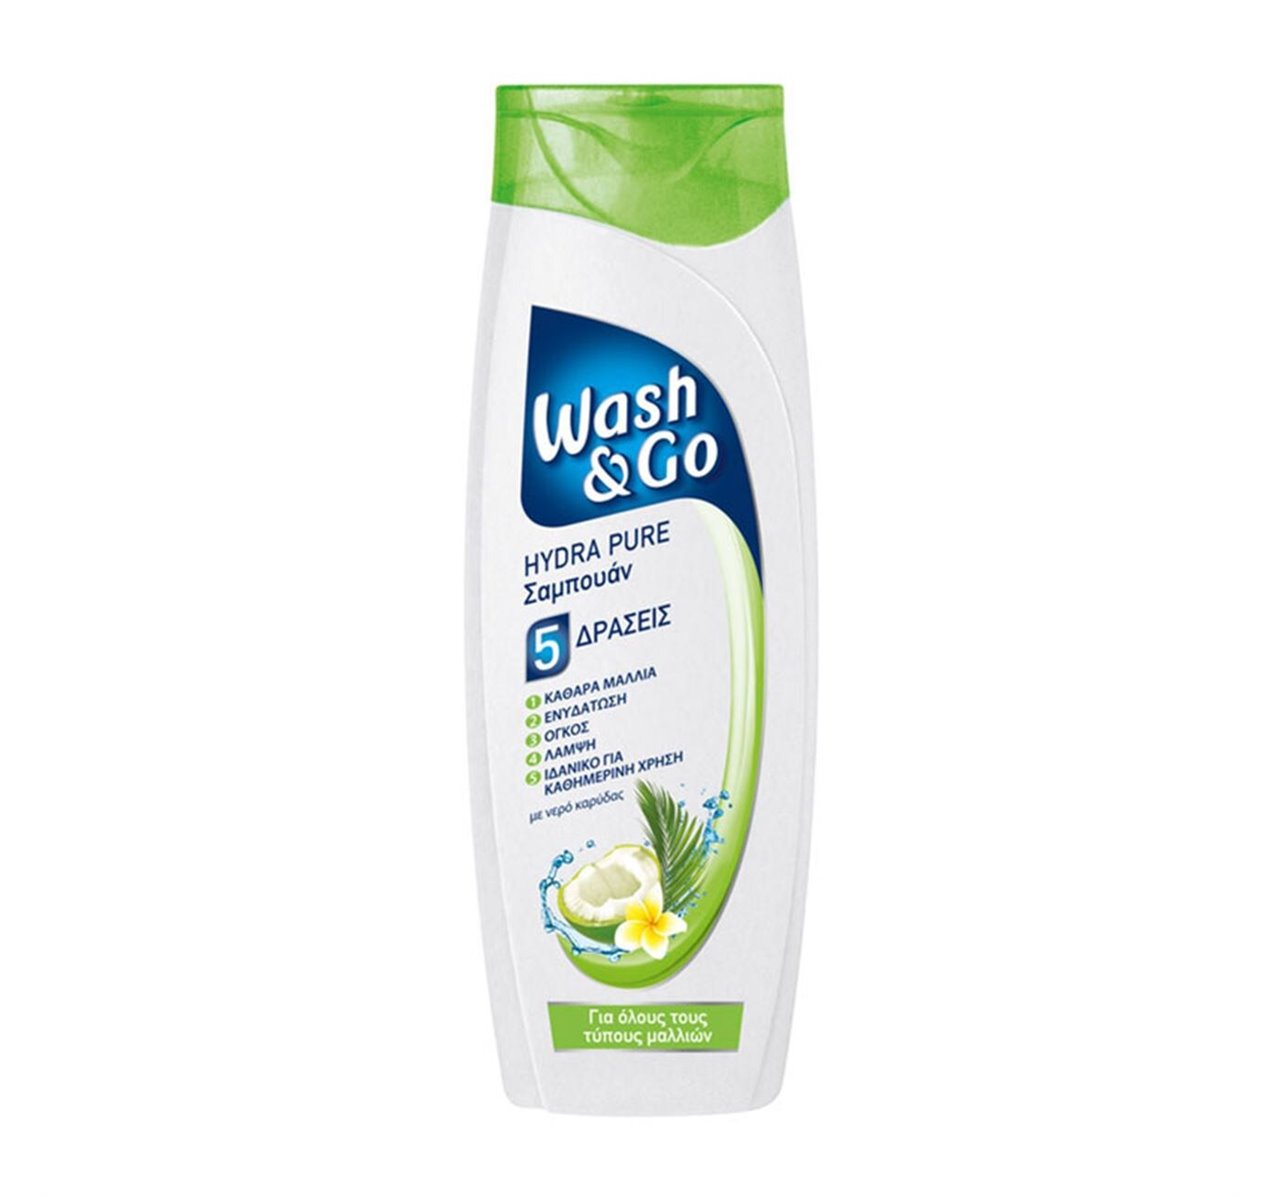 Wash
&Go
HYDRA PURE
Σαμπουάν
5 ΔΡΑΣΕΙΣ
1 ΚΑΘΑΡΑ ΜΑΛΛΙΑ
2 ΕΝΥΔΑΤΩΣΗ
3 ΟΓΚΟΣ
4 ΛΑΜΨΗ
5 ΙΔΑΝΙΚΟ ΓΙΑ
ΚΑΘΗΜΕΡΙΝΗ ΧΡΗΣΗ
με νερό καρύδας
Για όλους τους
τύπους μαλλιών